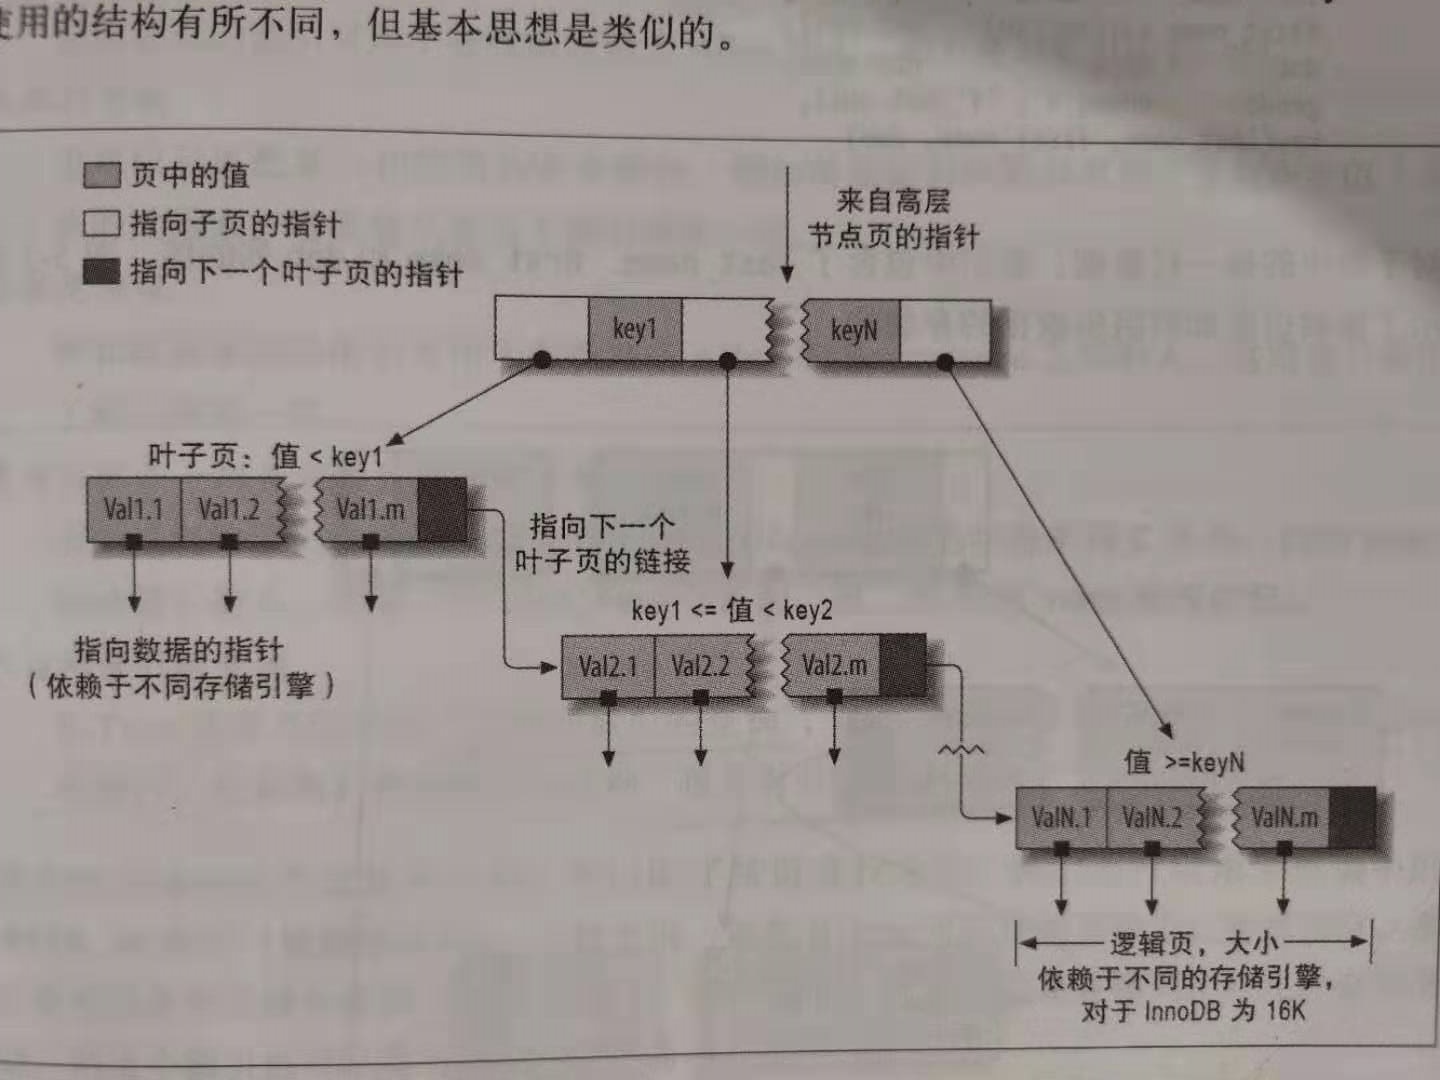 使用的结构有所不同，但基本思想是类似的。
页中的值
指向子页的指针
指向下一个叶子页的指针
来自高层
节点页的指针
key1
keyN
叶子页：值 < key1
Val1.1
Val1.2
Val1.m
指向下一个
叶子页的链接
指向数据的指针
（依赖于不同存储引擎）
key1 <= 值 < key2
Val2.1
Val2.2
Val2.m
值 >=keyN
ValN.1
ValN.2
ValN.m
逻辑页，大小
依赖于不同的存储引擎，
对于 InnoDB 为 16K